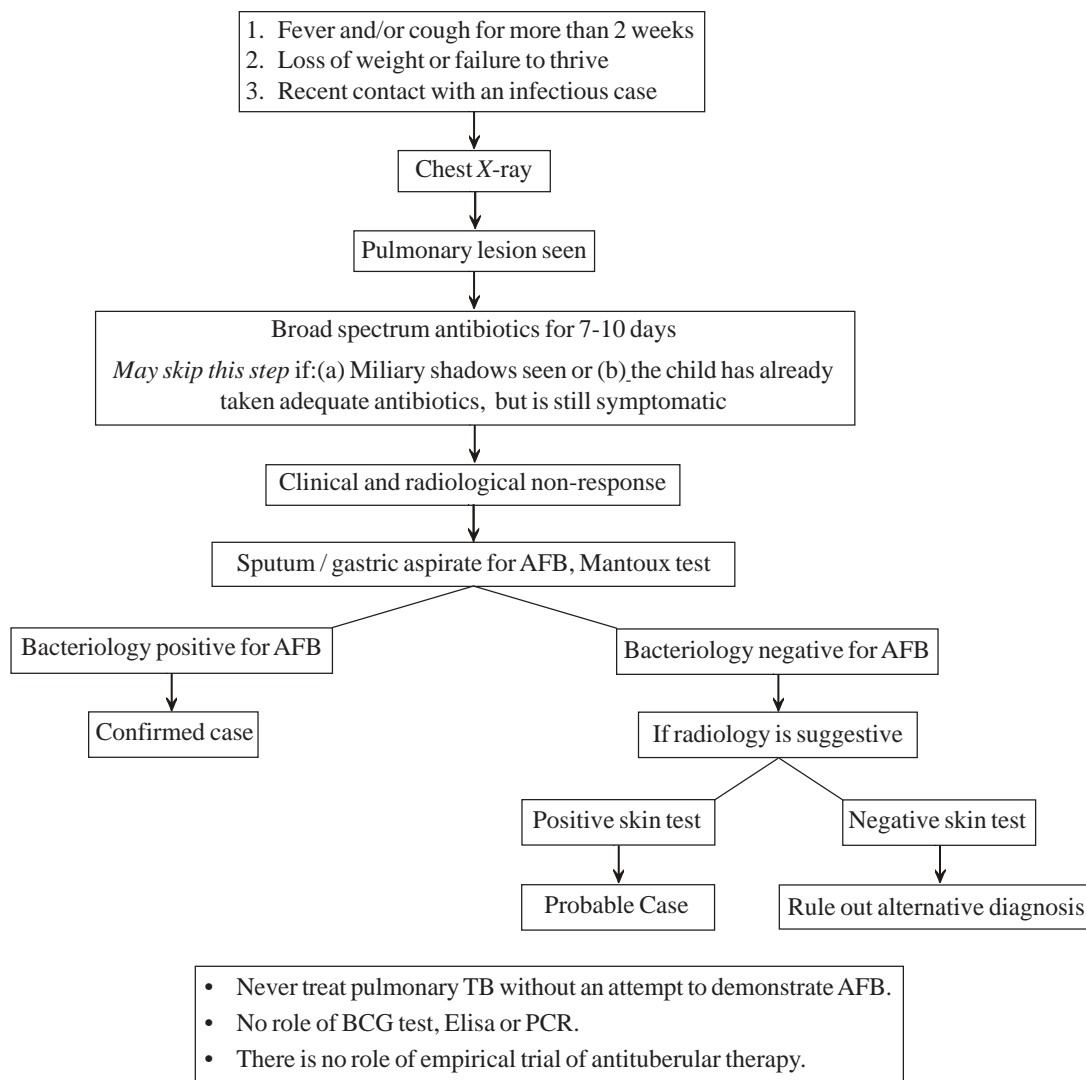 1. Fever and/or cough for more than 2 weeks
2. Loss of weight or failure to thrive
3. Recent contact with an infectious case
Chest X-ray
Pulmonary lesion seen
Broad spectrum antibiotics for 7-10 days
May skip this step if:(a) Miliary shadows seen or (b) the child has already
taken adequate antibiotics, but is still symptomatic
Clinical and radiological non-response
Sputum / gastric aspirate for AFB, Mantoux test
Bacteriology positive for AFB
Bacteriology negative for AFB
Confirmed case
If radiology is suggestive
Positive skin test
Negative skin test
Probable Case
Rule out alternative diagnosis
• Never treat pulmonary TB without an attempt to demonstrate AFB.
• No role of BCG test, Elisa or PCR.
• There is no role of empirical trial of antituberular therapy.